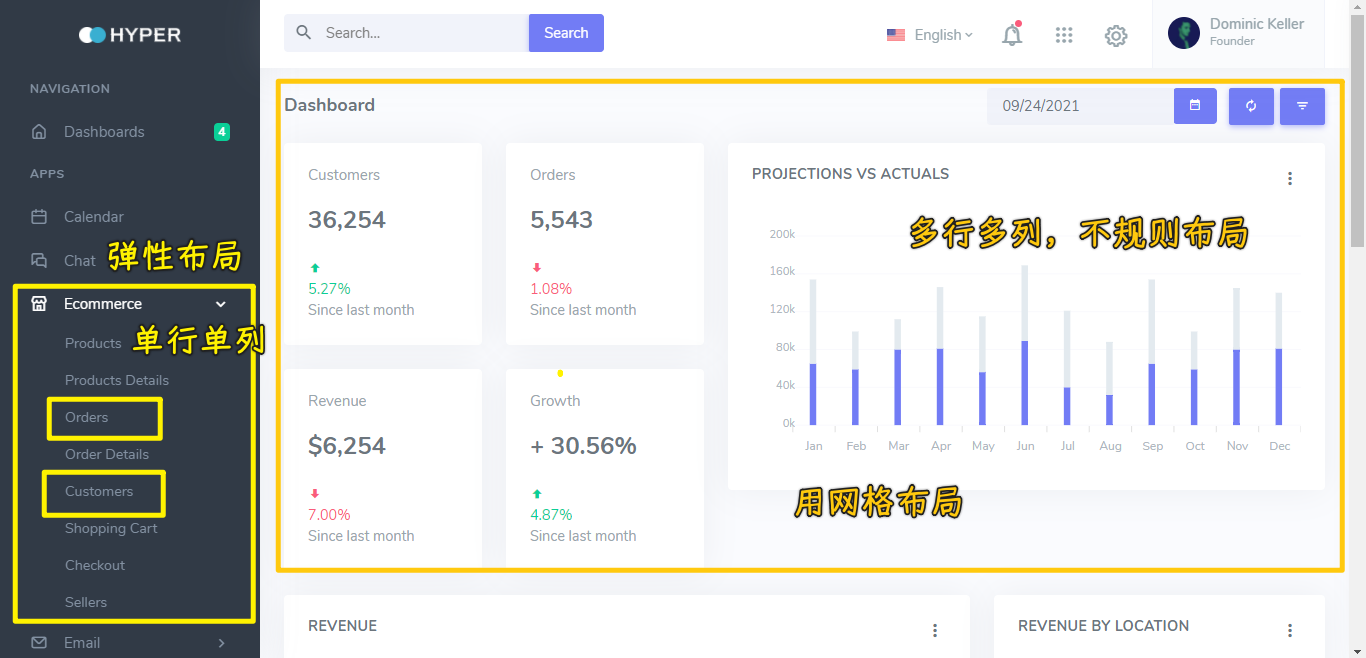 HYPER
Search...
Search
English
Dominic Keller
Founder
NAVIGATION
Dashboards
4
APPS
Calendar
Chat
弹性布局
Ecommerce
Products
单行单列
Products Details
Orders
Order Details
Customers
Shopping Cart
Checkout
Sellers
Email
Dashboard
09/24/2021
Customers
36,254
5.27%
Since last month
Orders
5,543
1.08%
Since last month
Revenue
$6,254
7.00%
Since last month
Growth
+ 30.56%
4.87%
Since last month
PROJECTIONS VS ACTUALS
多行多列，不规则布局
200k
160k
120k
80k
40k
0k
Jan Feb Mar Apr May Jun Jul Aug Sep Oct Nov Dec
用网格布局
REVENUE
REVENUE BY LOCATION